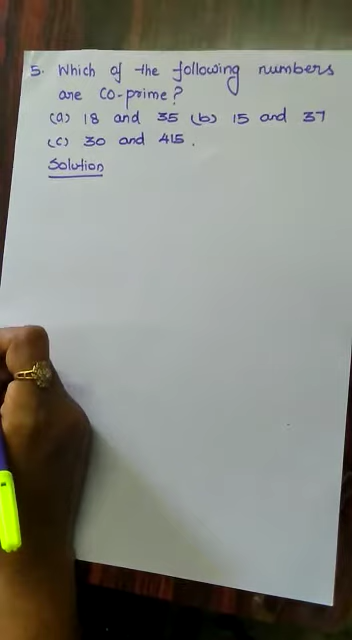 5. Which of the following numbers
are co-prime?
(a) 18 and 35 (b) 15 and 37
(c) 30 and 415.
Solution